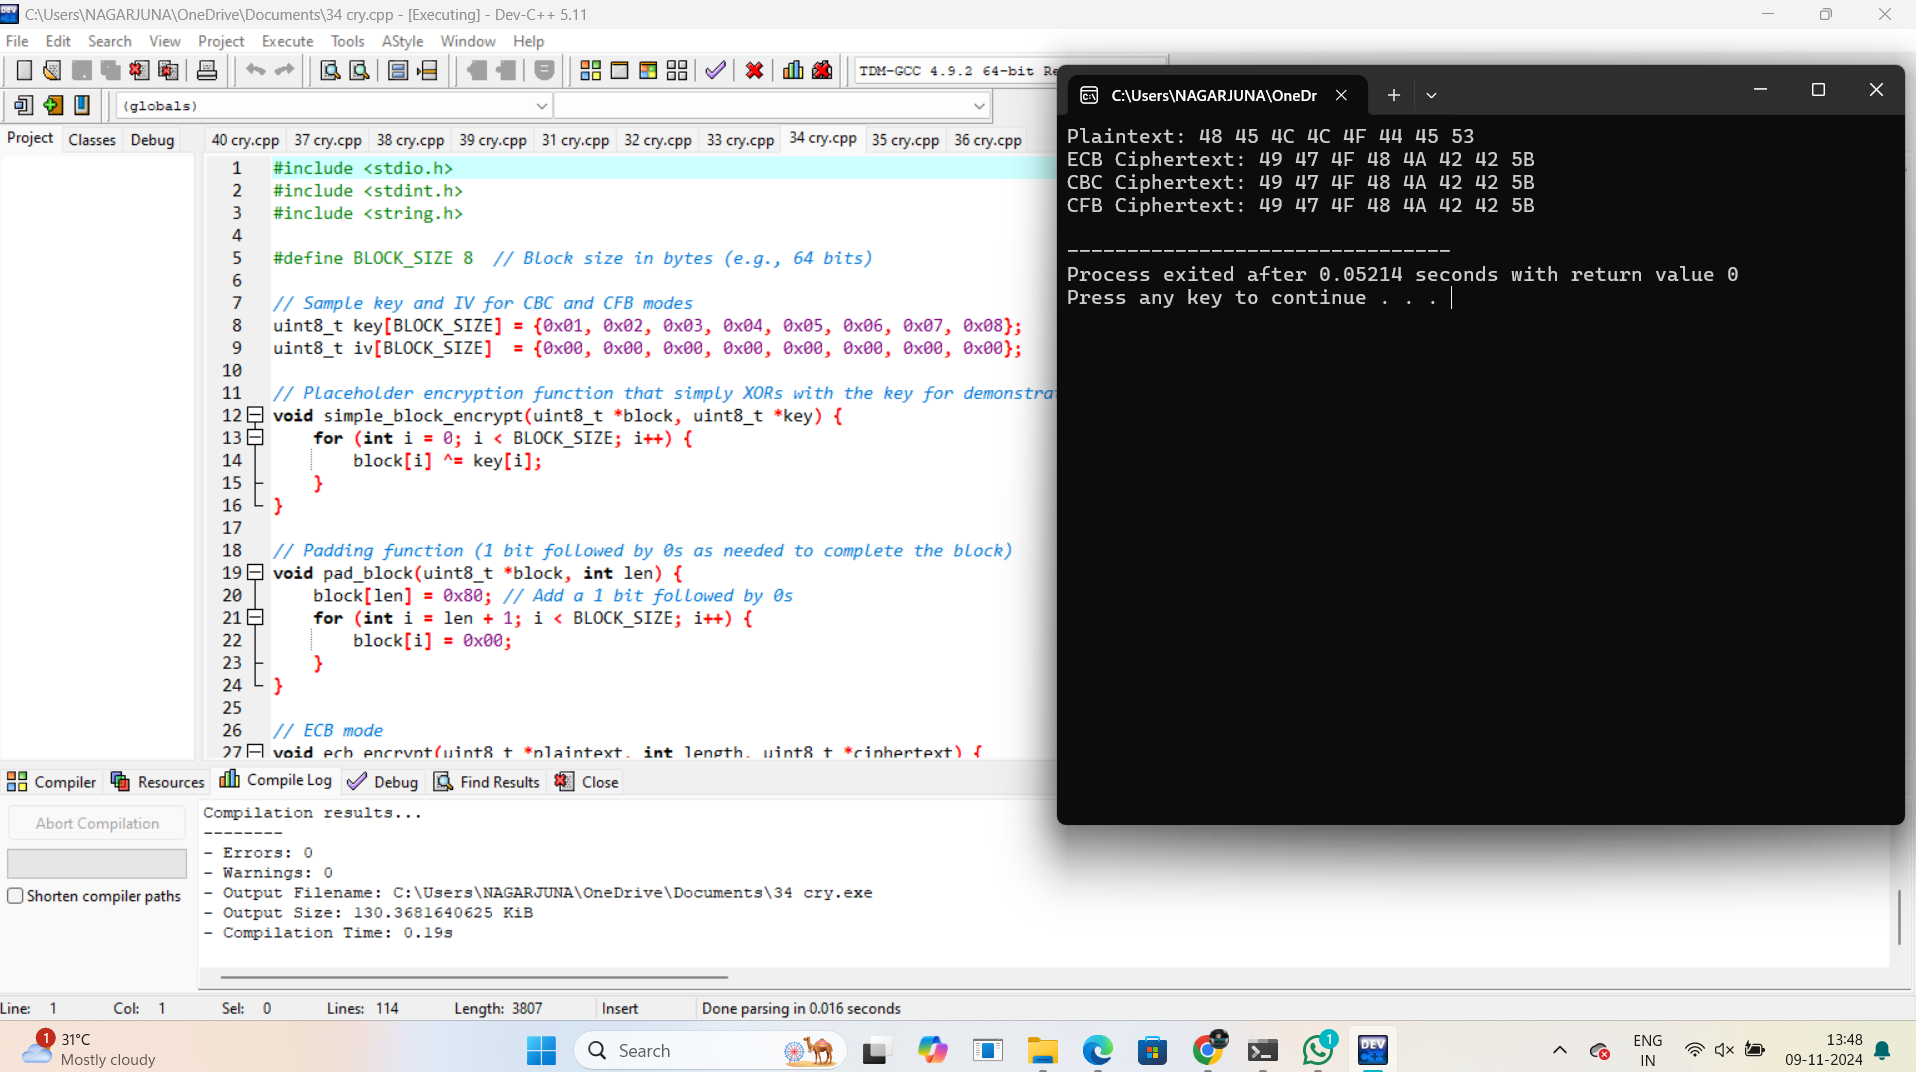 C:\Users\NAGARJUNA\OneDrive\Documents\34 cry.cpp - [Executing] - Dev-C++ 5.11
File Edit Search View Project Execute Tools AStyle Window Help
TDM-GCC 4.9.2 64-bit Re
(globals)
Project Classes Debug
40 cry.cpp 37 cry.cpp 38 cry.cpp 39 cry.cpp 31 cry.cpp 32 cry.cpp 33 cry.cpp 34 cry.cpp 35 cry.cpp 36 cry.cpp
1 #include <stdio.h>
2 #include <stdint.h>
3 #include <string.h>
4
5 #define BLOCK_SIZE 8 // Block size in bytes (e.g., 64 bits)
6
7 // Sample key and IV for CBC and CFB modes
8 uint8_t key[BLOCK_SIZE] = {0x01, 0x02, 0x03, 0x04, 0x05, 0x06, 0x07, 0x08};
9 uint8_t iv[BLOCK_SIZE] = {0x00, 0x00, 0x00, 0x00, 0x00, 0x00, 0x00, 0x00};
10
11 // Placeholder encryption function that simply XORs with the key for demonstra
12 void simple_block_encrypt(uint8_t *block, uint8_t *key) {
13 for (int i = 0; i < BLOCK_SIZE; i++) {
14 block[i] ^= key[i];
15 }
16 }
17
18 // Padding function (1 bit followed by 0s as needed to complete the block)
19 void pad_block(uint8_t *block, int len) {
20 block[len] = 0x80; // Add a 1 bit followed by 0s
21 for (int i = len + 1; i < BLOCK_SIZE; i++) {
22 block[i] = 0x00;
23 }
24 }
25
26 // ECB mode
27 void ecb_encrypt(uint8_t *plaintext, int length, uint8_t *ciphertext) {
C:\Users\NAGARJUNA\OneDr
Plaintext: 48 45 4C 4C 4F 44 45 53
ECB Ciphertext: 49 47 4F 48 4A 42 42 5B
CBC Ciphertext: 49 47 4F 48 4A 42 42 5B
CFB Ciphertext: 49 47 4F 48 4A 42 42 5B
--------------------------------
Process exited after 0.05214 seconds with return value 0
Press any key to continue . . .
Compiler Resources Compile Log Debug Find Results Close
Abort Compilation
Shorten compiler paths
Compilation results...
--------
- Errors: 0
- Warnings: 0
- Output Filename: C:\Users\NAGARJUNA\OneDrive\Documents\34 cry.exe
- Output Size: 130.3681640625 KiB
- Compilation Time: 0.19s
Line: 1 Col: 1 Sel: 0 Lines: 114 Length: 3807 Insert Done parsing in 0.016 seconds
1
31°C
Mostly cloudy
Search
DEV C++
1
ENG
IN
13:48
09-11-2024